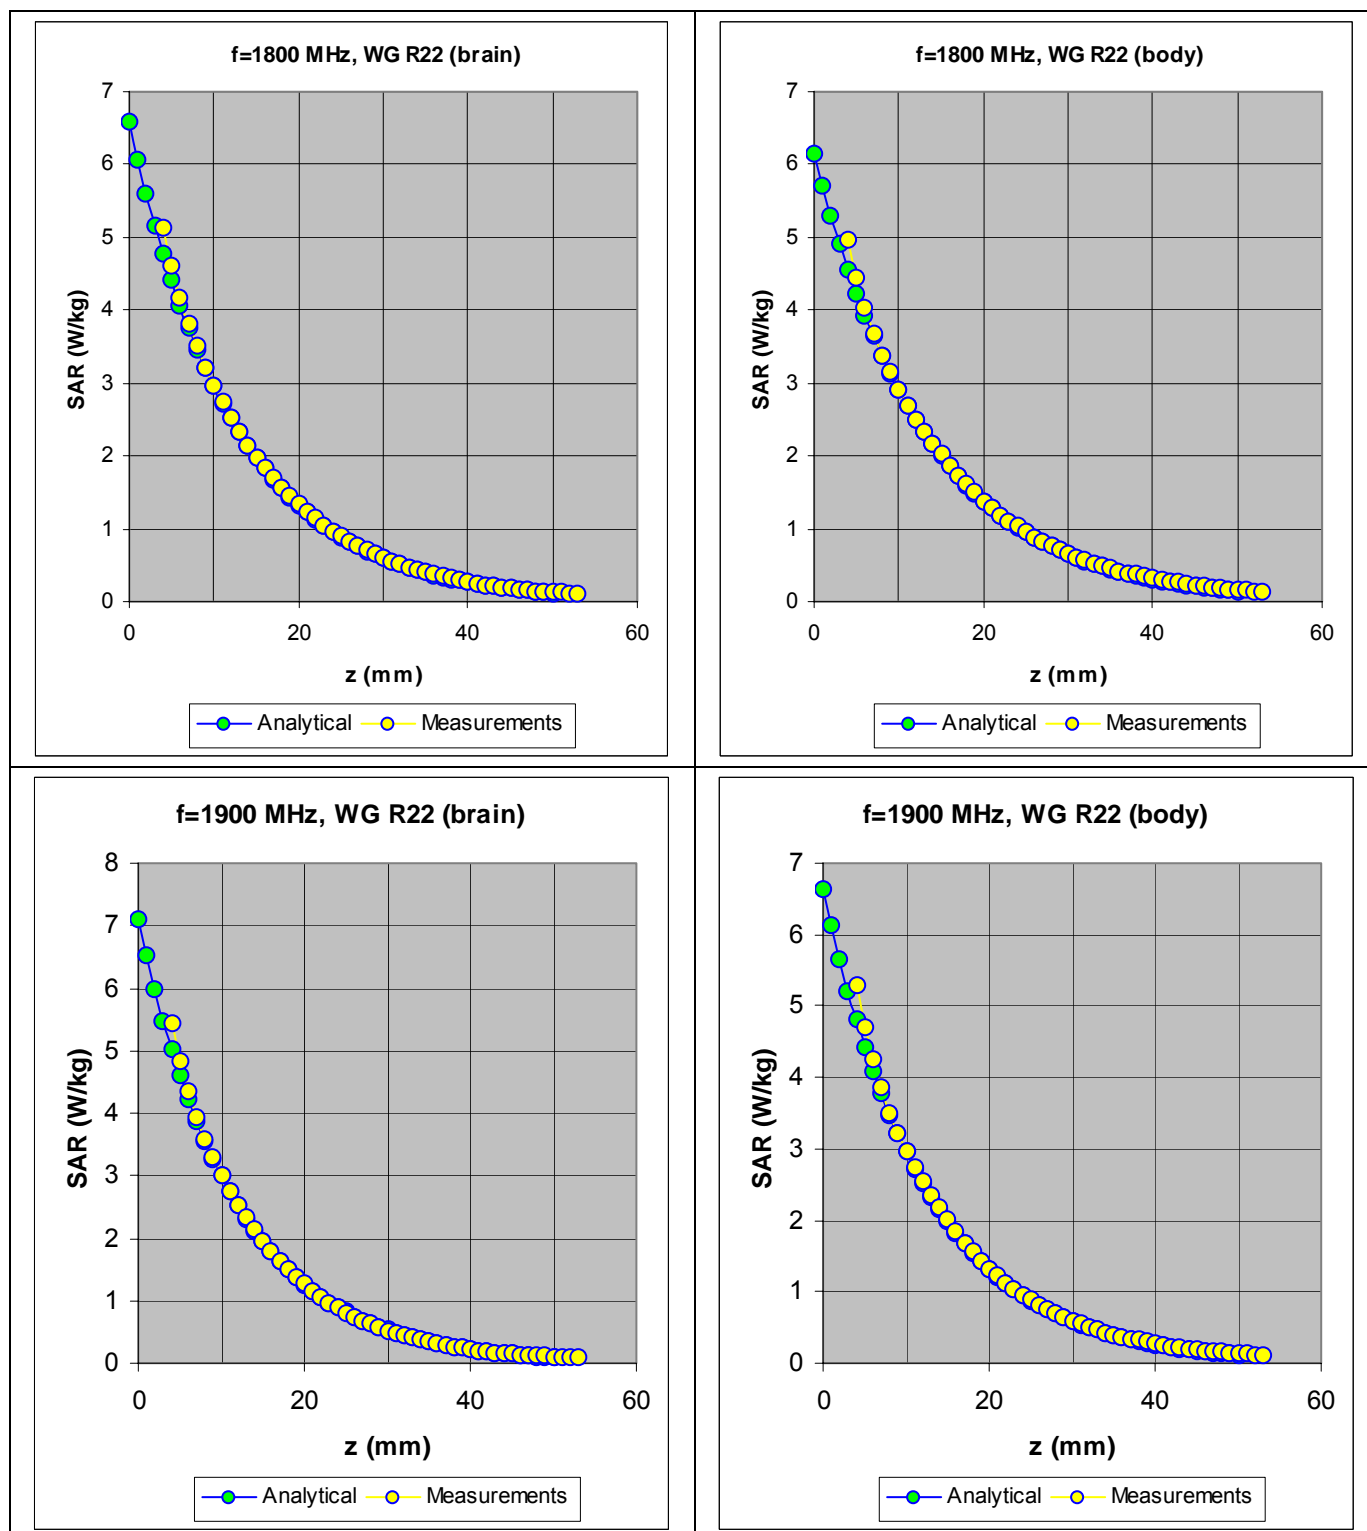 f=1800 MHz, WG R22 (brain)
7
6
5
4
3
2
1
0
SAR (W/kg)
0 20 40 60
z (mm)
Analytical Measurements
f=1800 MHz, WG R22 (body)
7
6
5
4
3
2
1
0
SAR (W/kg)
0 20 40 60
z (mm)
Analytical Measurements
f=1900 MHz, WG R22 (brain)
8
7
6
5
4
3
2
1
0
SAR (W/kg)
0 20 40 60
z (mm)
Analytical Measurements
f=1900 MHz, WG R22 (body)
7
6
5
4
3
2
1
0
SAR (W/kg)
0 20 40 60
z (mm)
Analytical Measurements